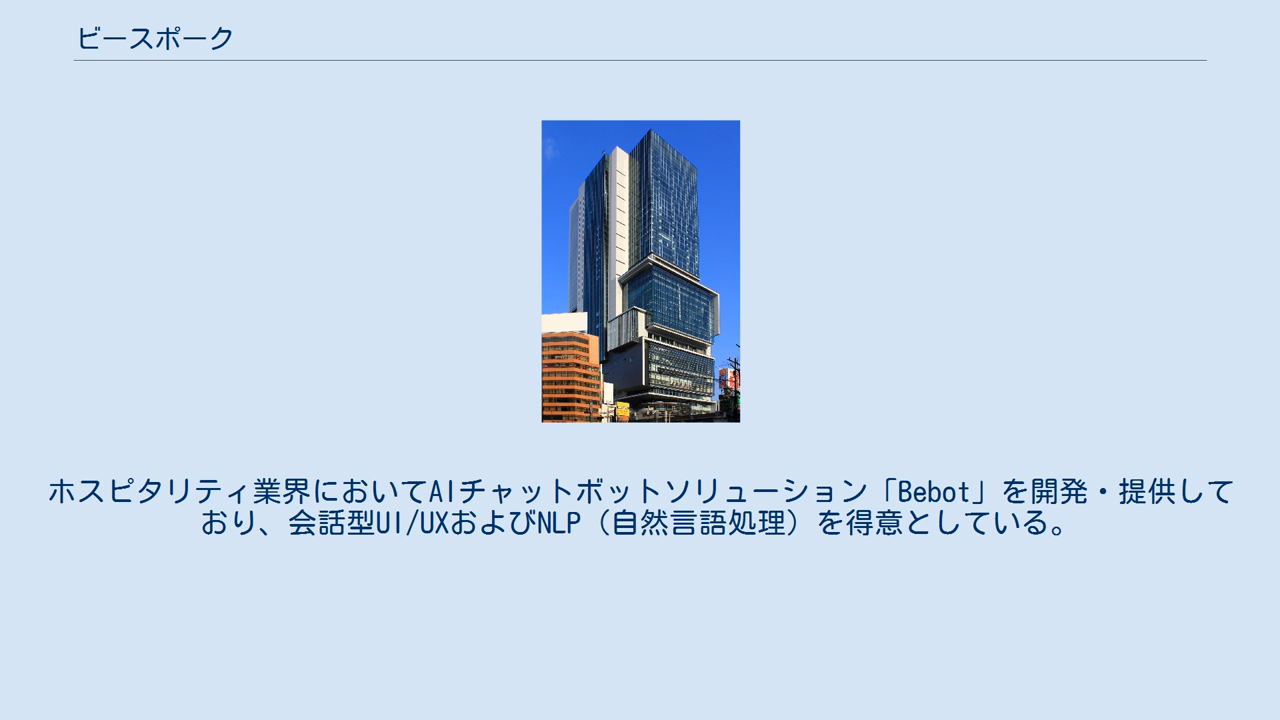 ビースポーク
ホスピタリティ業界においてAIチャットボットソリューション「Bebot」を開発・提供して
おり、会話型UI/UXおよびNLP（自然言語処理）を得意としている。